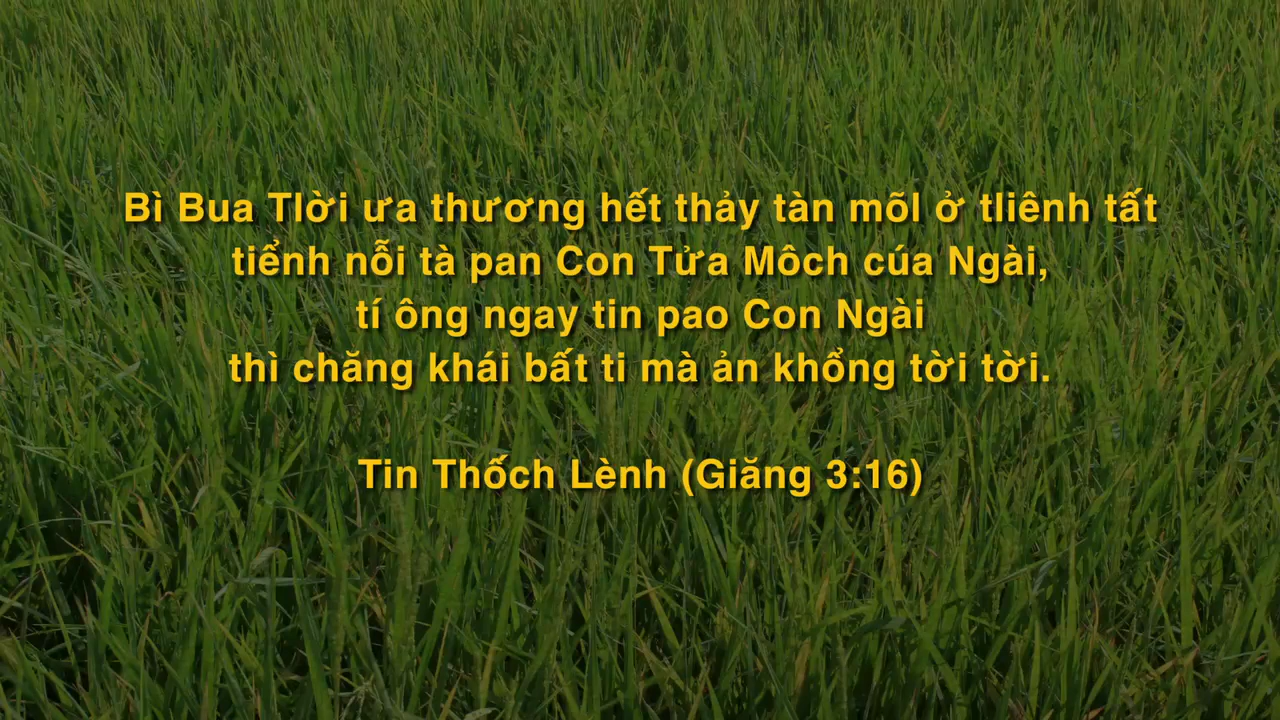 Bì Bua Tlời ưa thương hết thảy tàn mõl ở tliênh tất
tiểnh nỗi tà pan Con Tửa Môch cúa Ngài,
tí ông ngay tin pao Con Ngài
thì chăng khái bất ti mà ản khổng tời tời.
Tin Thốch Lènh (Giăng 3:16)